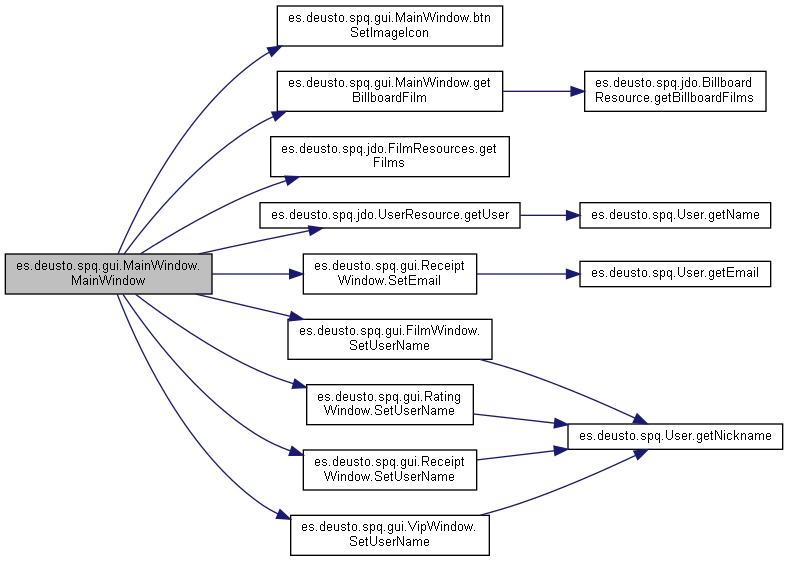 es.deusto.spq.gui.MainWindow.btn
SetImageIcon
es.deusto.spq.gui.MainWindow.get
BillboardFilm
es.deusto.spq.jdo.Billboard
Resource.getBillboardFilms
es.deusto.spq.jdo.FilmResources.get
Films
es.deusto.spq.jdo.UserResource.getUser
es.deusto.spq.User.getName
es.deusto.spq.gui.MainWindow.
MainWindow
es.deusto.spq.gui.Receipt
Window.SetEmail
es.deusto.spq.User.getEmail
es.deusto.spq.gui.FilmWindow.
SetUserName
es.deusto.spq.gui.Rating
Window.SetUserName
es.deusto.spq.User.getNickname
es.deusto.spq.gui.Receipt
Window.SetUserName
es.deusto.spq.gui.VipWindow.
SetUserName